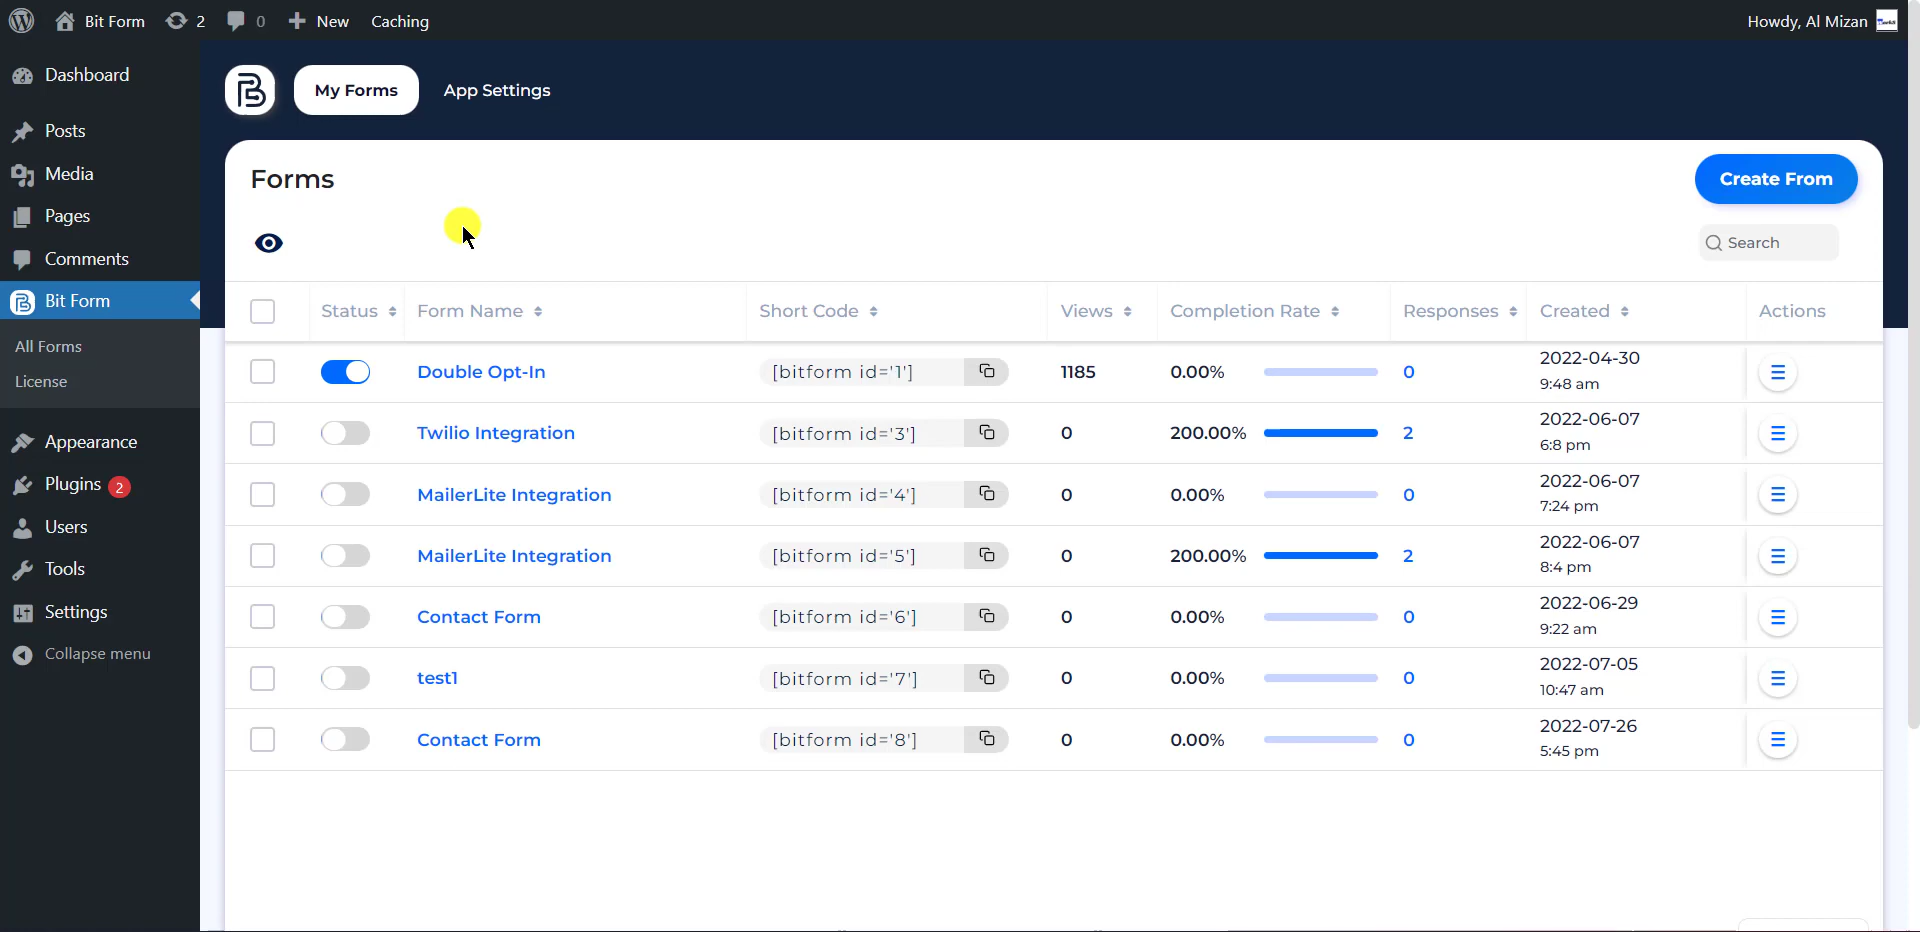 Bit Form 2 0 New Caching Howdy, Al Mizan
Dashboard
Posts
Media
Pages
Comments
Bit Form
All Forms
License
Appearance
Plugins 2
Users
Tools
Settings
Collapse menu
My Forms App Settings
Forms Create From
Search
Status Form Name Short Code Views Completion Rate Responses Created Actions
Double Opt-In [bitform id='1'] 1185 0.00% 0 2022-04-30
9:48 am
Twilio Integration [bitform id='3'] 0 200.00% 2 2022-06-07
6:8 pm
MailerLite Integration [bitform id='4'] 0 0.00% 0 2022-06-07
7:24 pm
MailerLite Integration [bitform id='5'] 0 200.00% 2 2022-06-07
8:4 pm
Contact Form [bitform id='6'] 0 0.00% 0 2022-06-29
9:22 am
test1 [bitform id='7'] 0 0.00% 0 2022-07-05
10:47 am
Contact Form [bitform id='8'] 0 0.00% 0 2022-07-26
5:45 pm